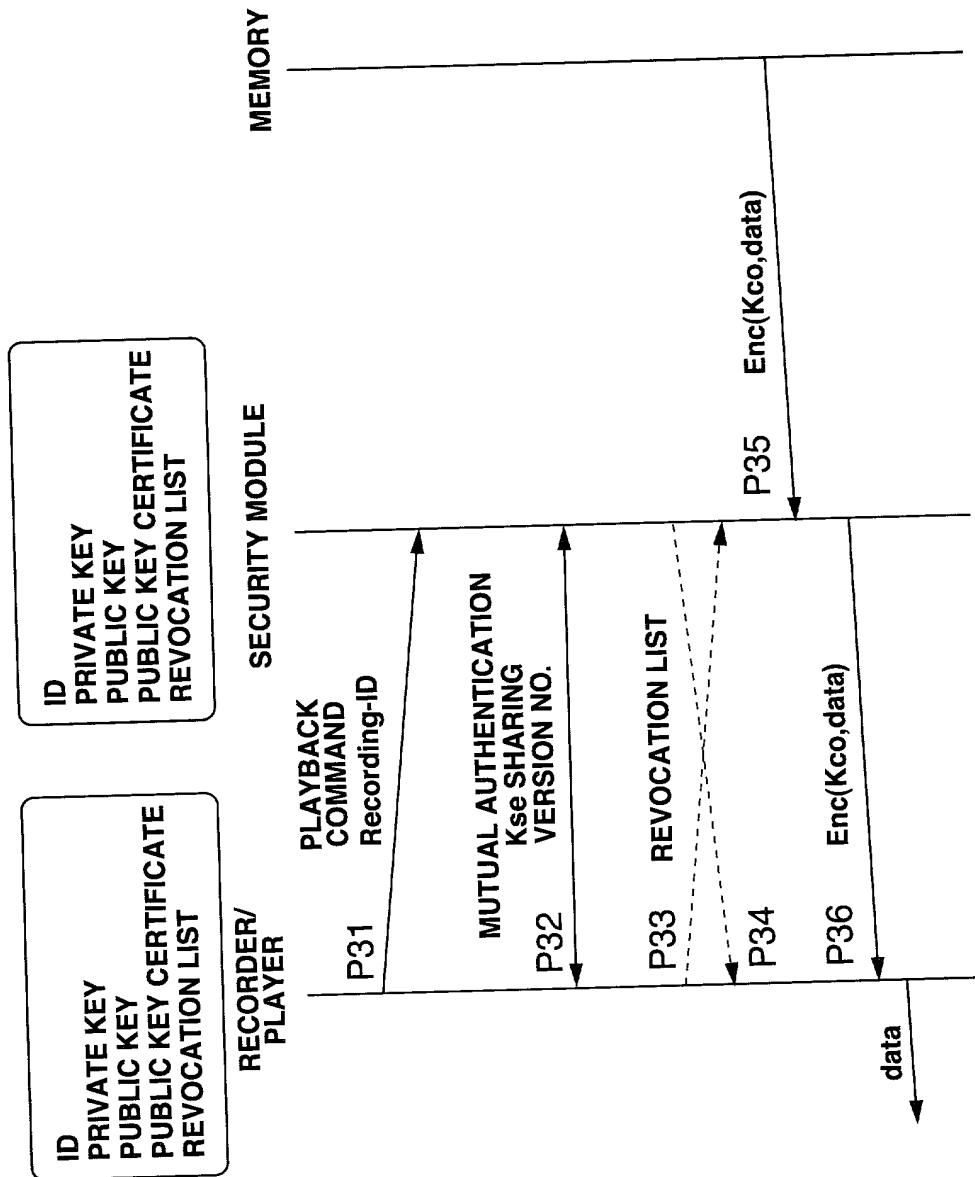 ID
PRIVATE KEY
PUBLIC KEY
PUBLIC KEY CERTIFICATE
REVOCATION LIST
ID
PRIVATE KEY
PUBLIC KEY
PUBLIC KEY CERTIFICATE
REVOCATION LIST
RECORDER/
PLAYER
SECURITY MODULE
MEMORY
P31
PLAYBACK
COMMAND
Recording-ID
P32
MUTUAL AUTHENTICATION
Kse SHARING
VERSION NO.
P33
REVOCATION LIST
P34
P35
Enc(Kco,data)
P36
Enc(Kco,data)
data